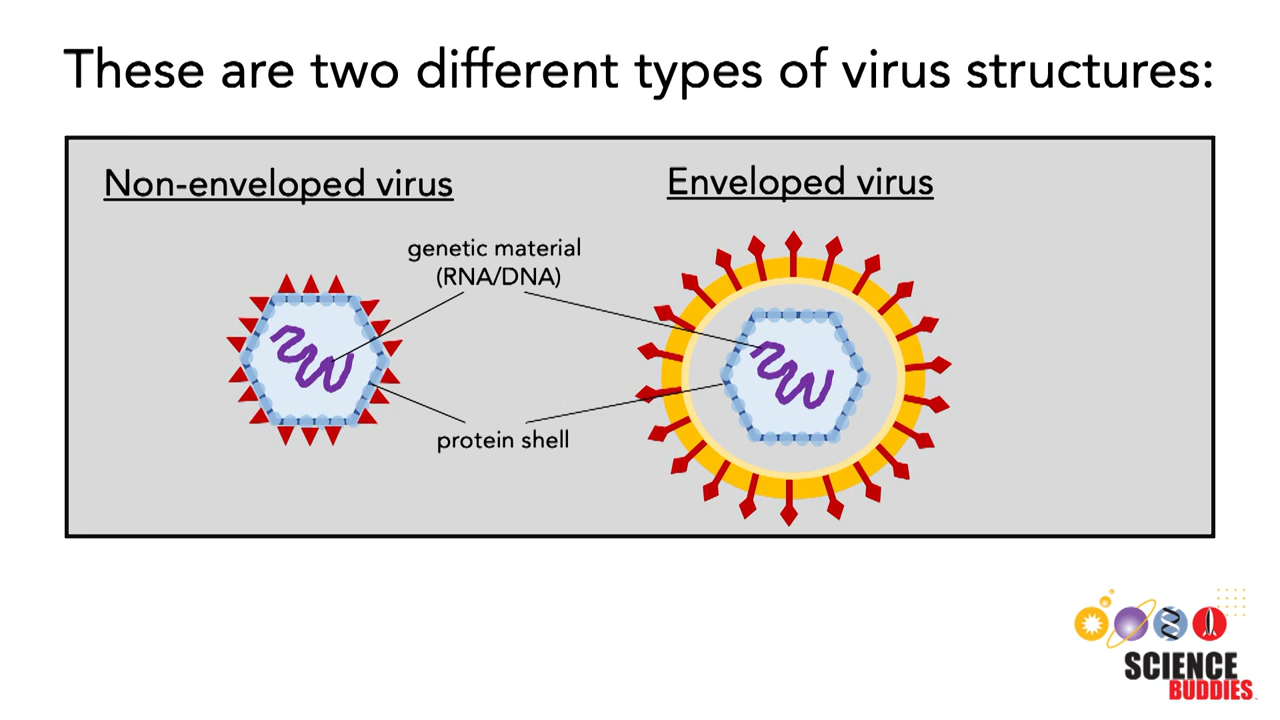 These are two different types of virus structures:
Non-enveloped virus
Enveloped virus
genetic material
(RNA/DNA)
protein shell
SCIENCE
BUDDIES